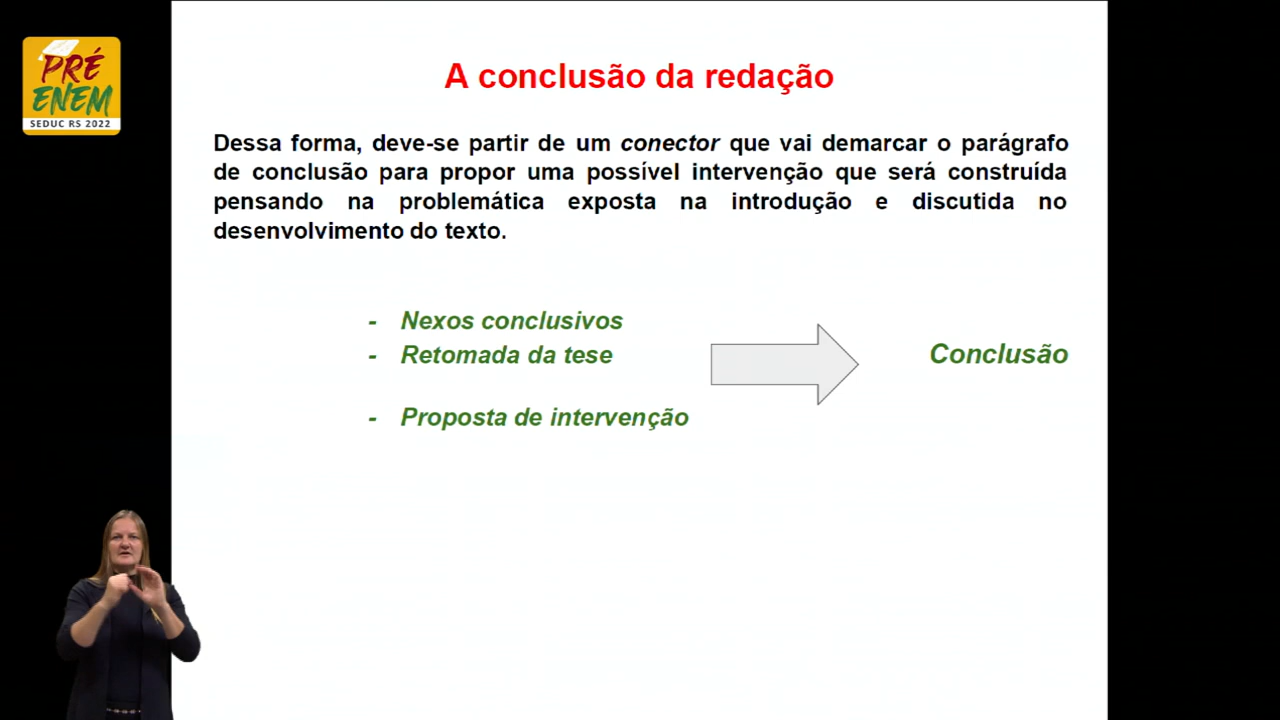 PRÉ
ENEM
SEDUC RS 2022
A conclusão da redação
Dessa forma, deve-se partir de um conector que vai demarcar o parágrafo
de conclusão para propor uma possível intervenção que será construída
pensando na problemática exposta na introdução e discutida no
desenvolvimento do texto.
- Nexos conclusivos
- Retomada da tese
- Proposta de intervenção
Conclusão